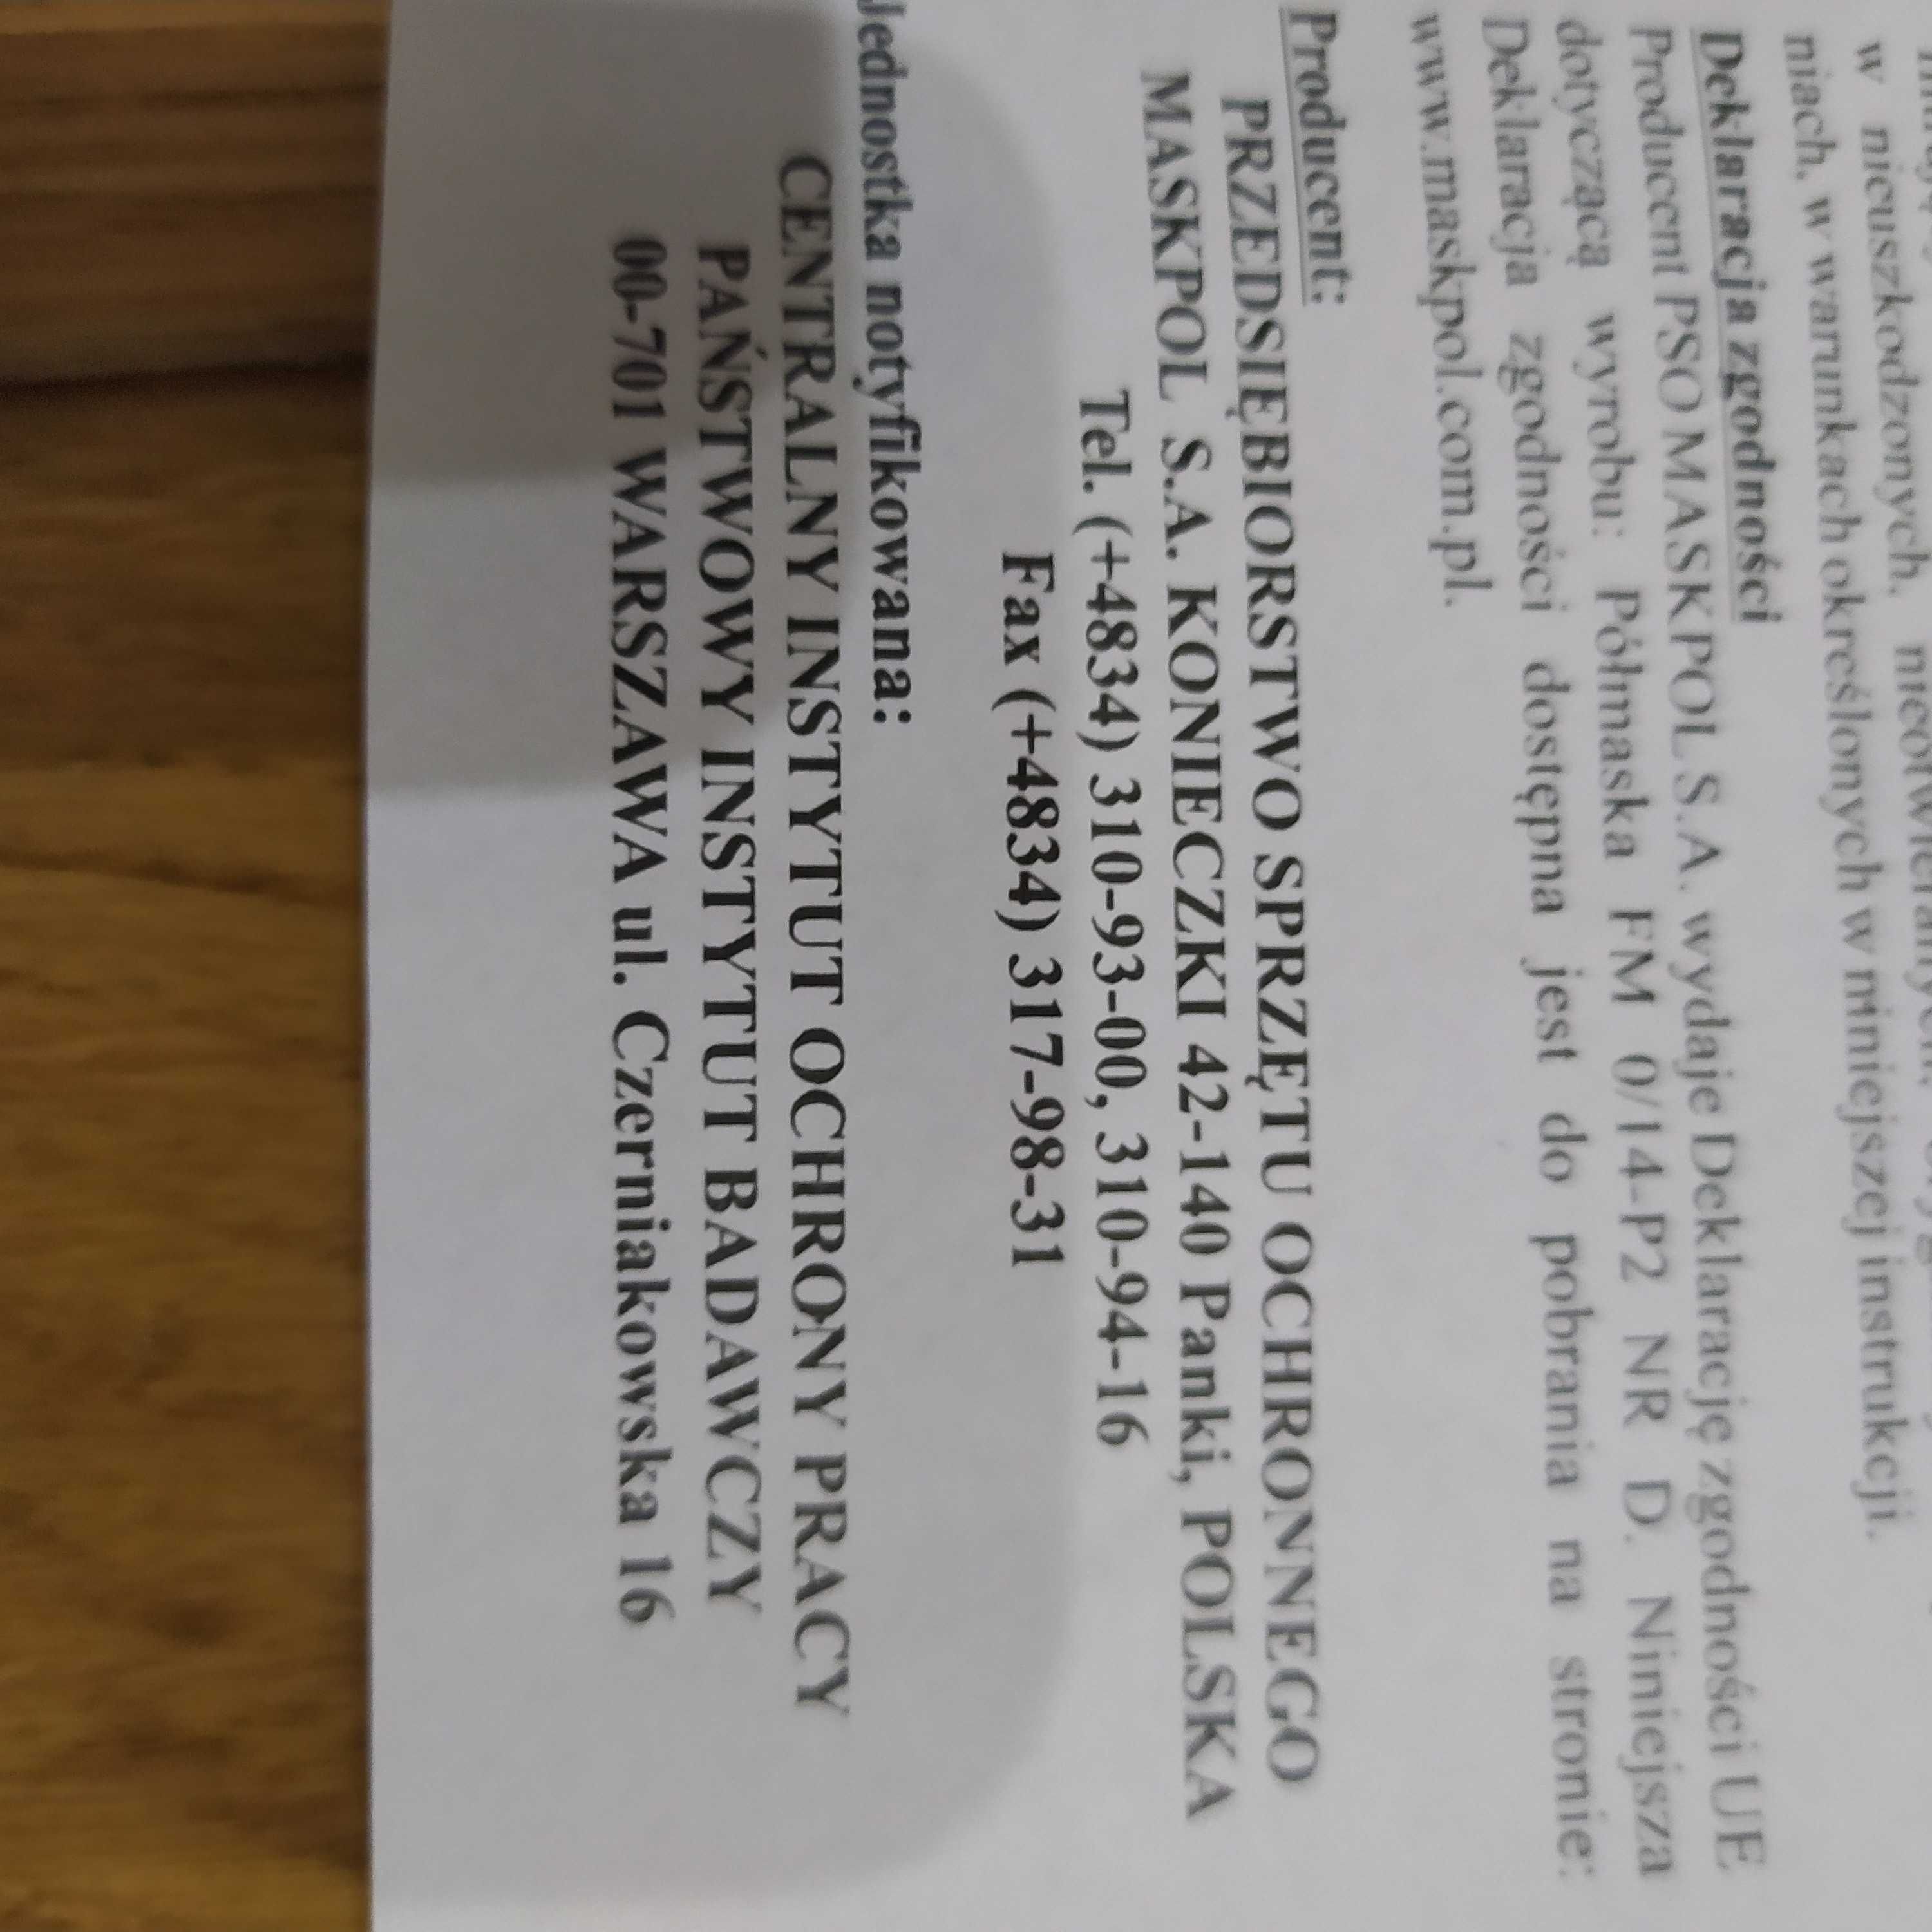 w nieuszkodzonych,
niach, w warunkach określonych w niniejszej instrukcji.
Deklaracja zgodności
Producent PSO MASKPOL S.A. wydaje Deklarację zgodności UE
dotyczącą wyrobu: Półmaska FM 0/14-P2 NR D. Niniejsza
Deklaracja zgodności dostępna jest do pobrania na stronie:
www.maskpol.com.pl.
Producent:
PRZEDSIĘBIORSTWO SPRZĘTU OCHRONNEGO
MASKPOL S.A. KONIECZKI 42-140 Panki, POLSKA
Tel. (+4834) 310-93-00, 310-94-16
Fax (+4834) 317-98-31
Jednostka notyfikowana:
CENTRALNY INSTYTUT OCHRONY PRACY
PAŃSTWOWY INSTYTUT BADAWCZY
00-701 WARSZAWA ul. Czerniakowska 16